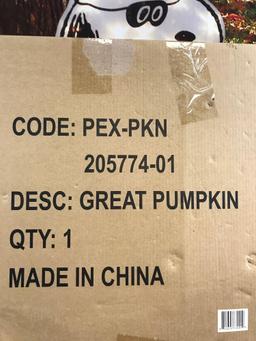 CODE: PEX-PKN
205774-01
DESC: GREAT PUMPKIN
QTY: 1
MADE IN CHINA